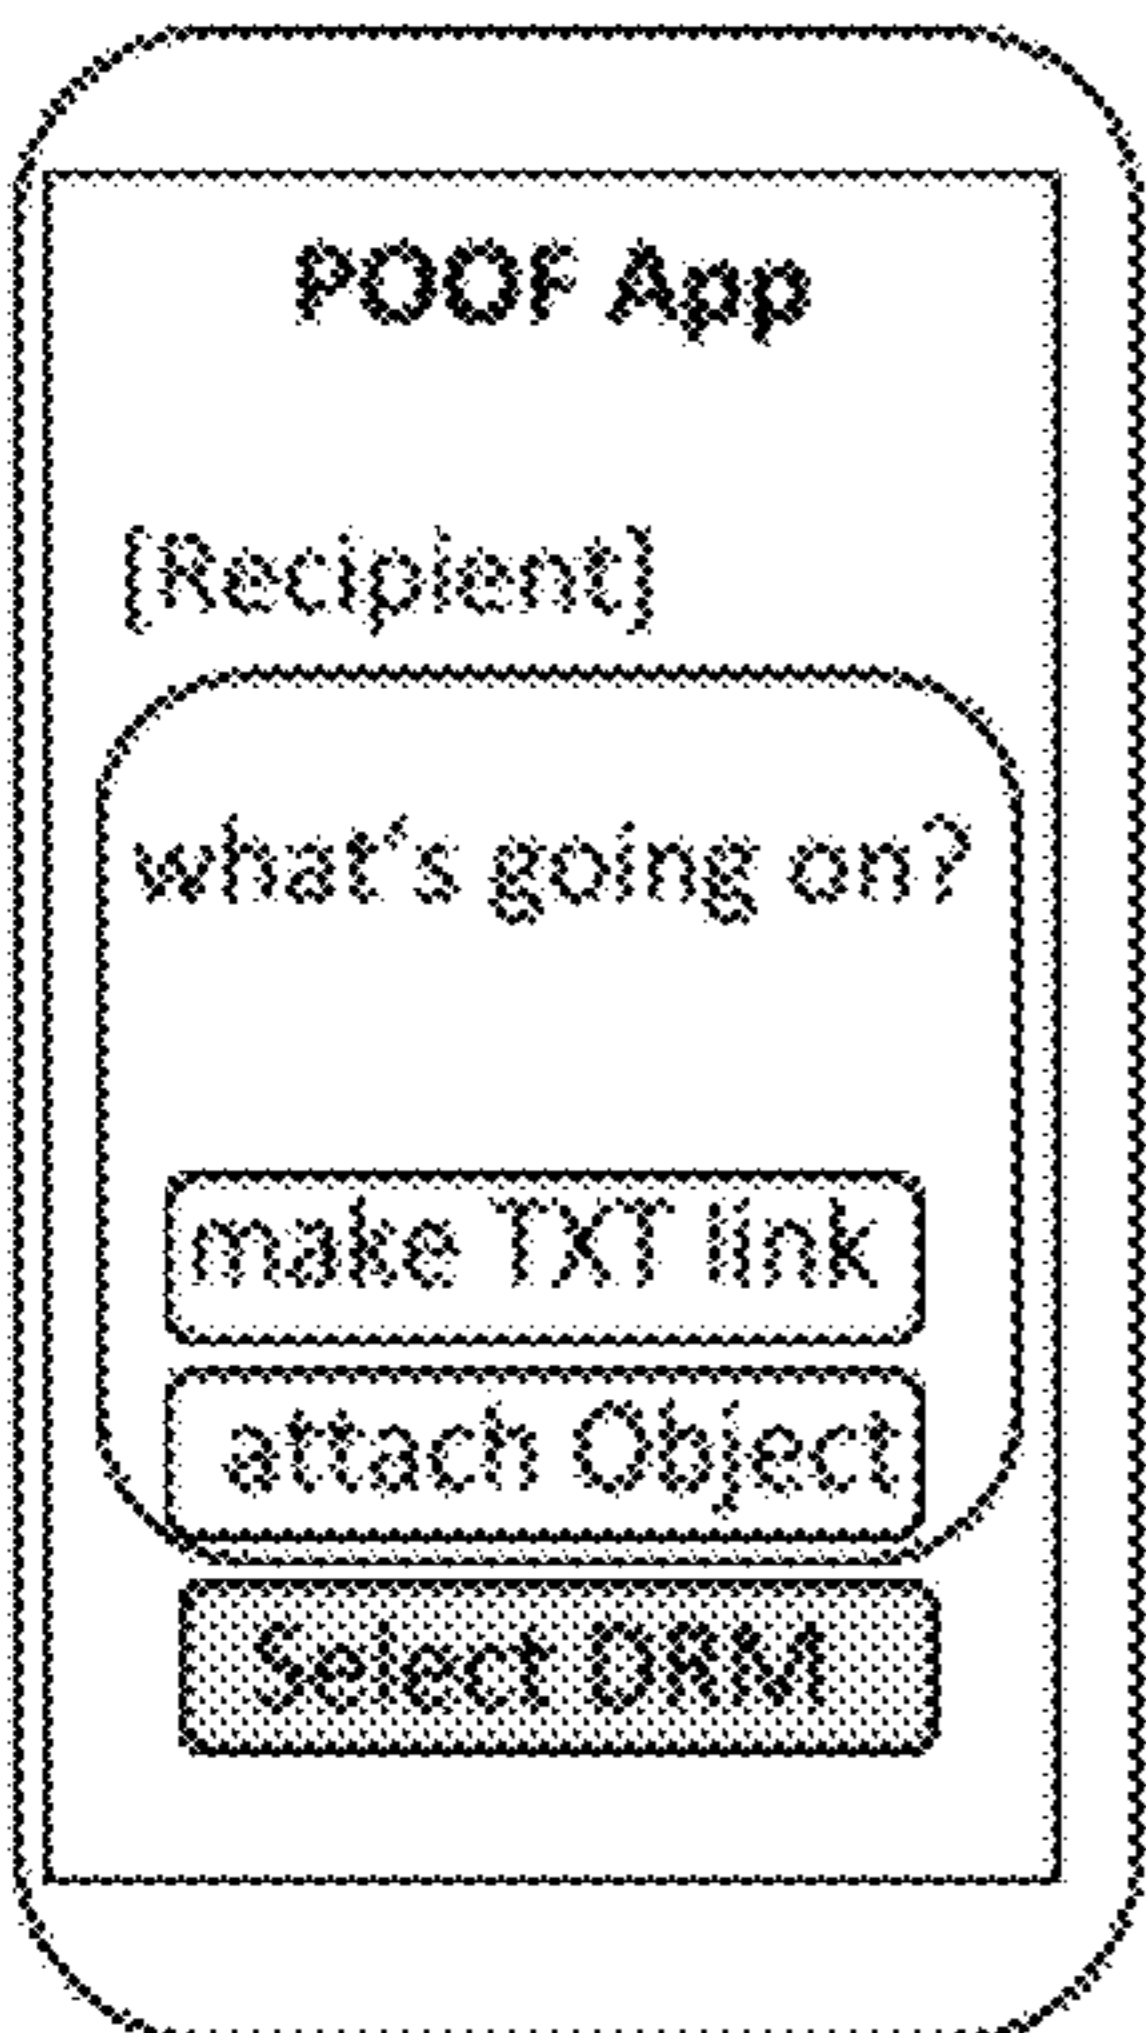 POOF App
[Recipient]
what's going on?
make TXT link
attach Object
Select DRM